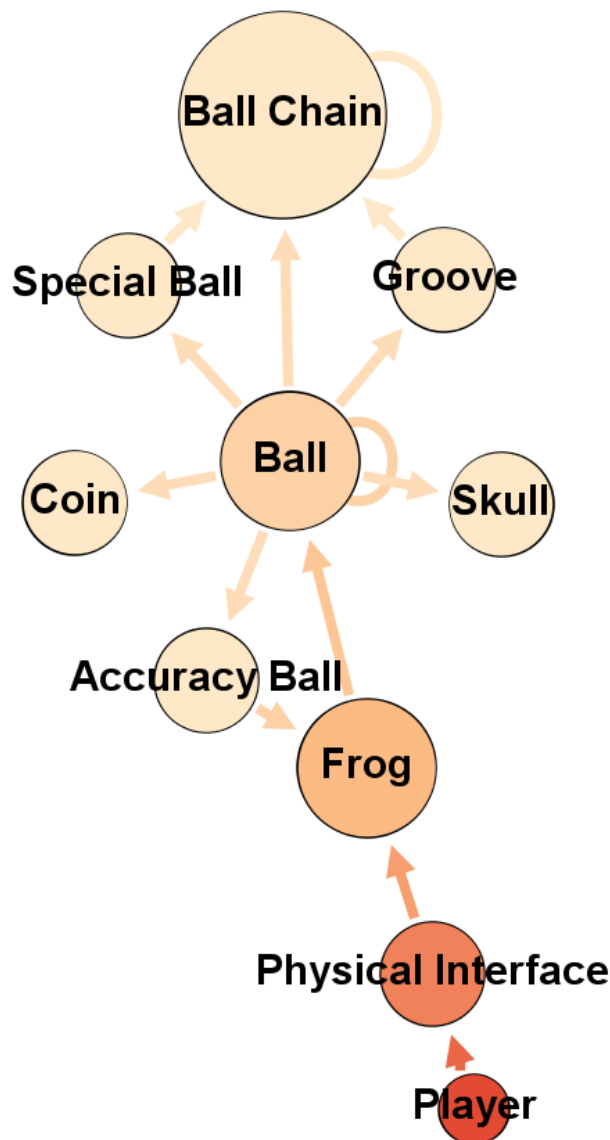 Ball Chain
Special Ball
Groove
Ball
Coin
Skull
Accuracy Ball
Frog
Physical Interface
Player